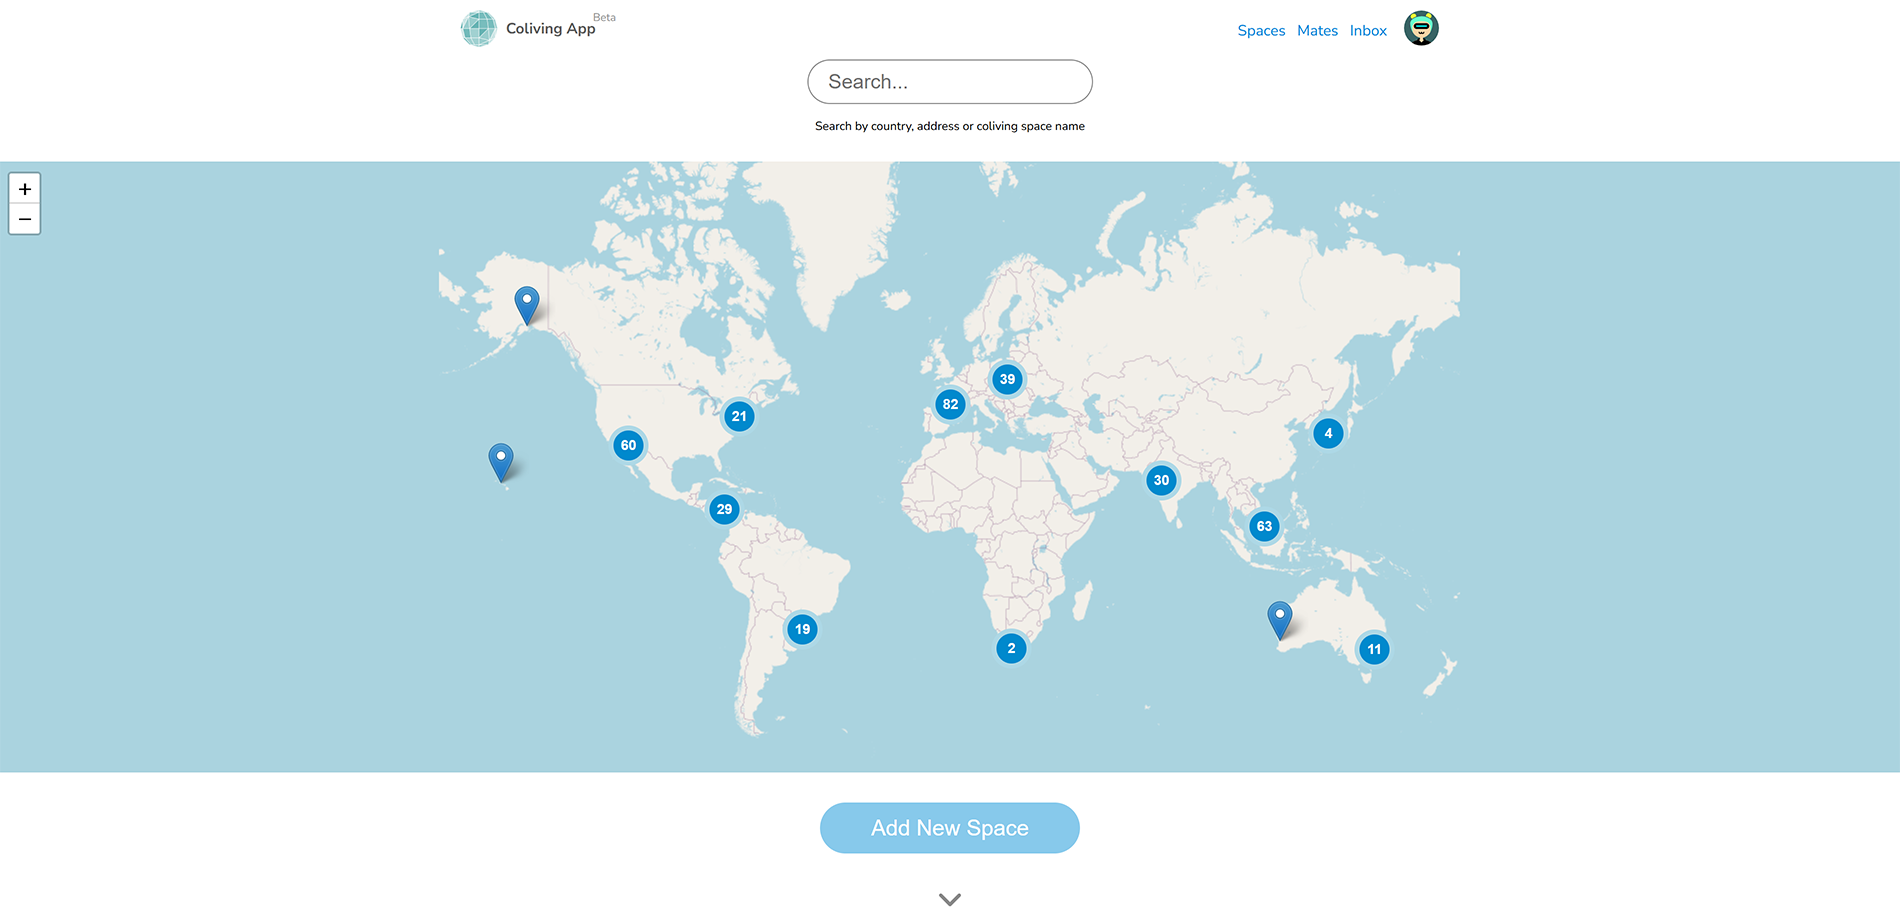 Coliving App Beta
Spaces Mates Inbox
Search...
Search by country, address or coliving space name
+
−
39
82
21
4
60
30
29
63
19
2
11
Add New Space